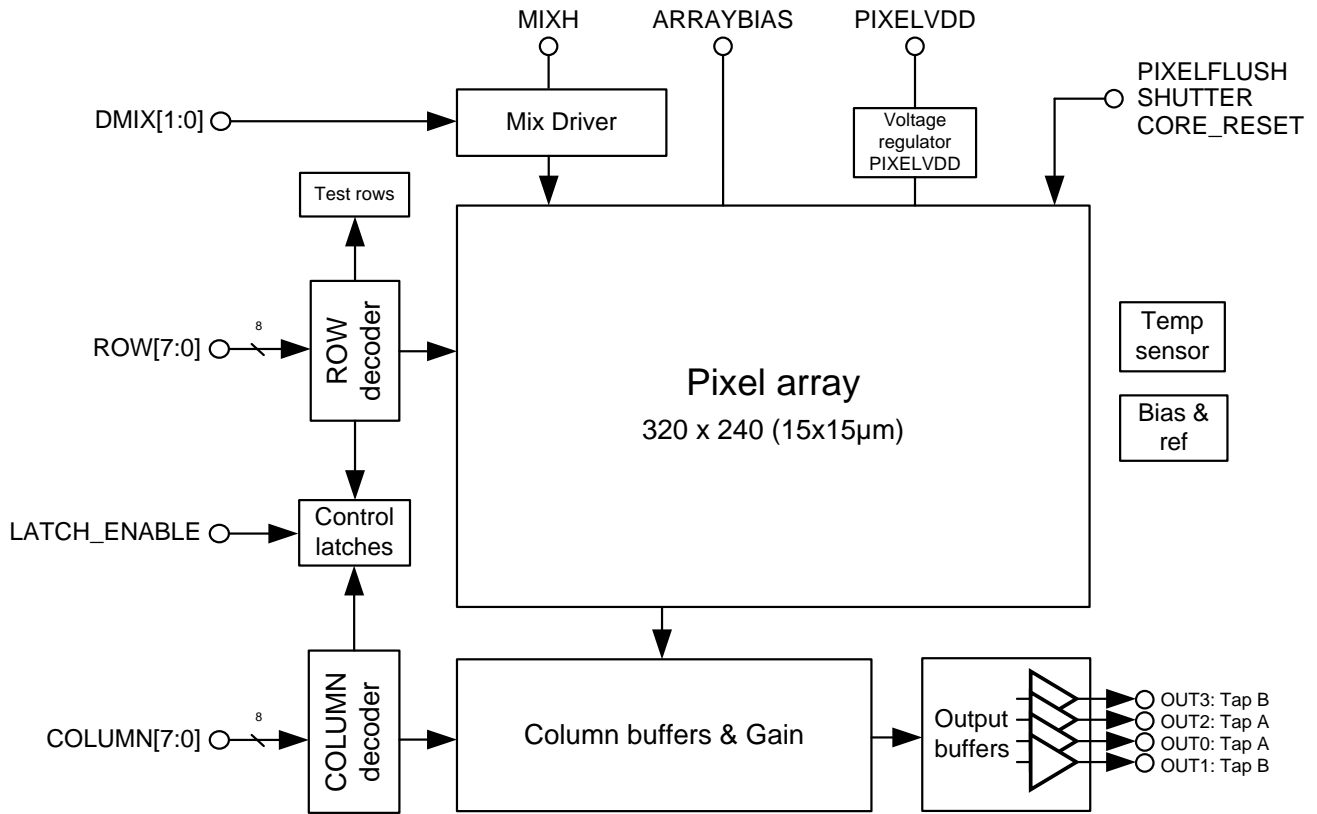 MIXH
ARRAYBIAS
PIXELVDD
PIXELFLUSH
SHUTTER
CORE_RESET
DMIX[1:0]
Mix Driver
Voltage
regulator
PIXELVDD
Test rows
ROW[7:0]
8
ROW
decoder
Pixel array
320 x 240 (15x15µm)
Temp
sensor
Bias &
ref
LATCH_ENABLE
Control
latches
COLUMN[7:0]
8
COLUMN
decoder
Column buffers & Gain
Output
buffers
OUT3: Tap B
OUT2: Tap A
OUT0: Tap A
OUT1: Tap B